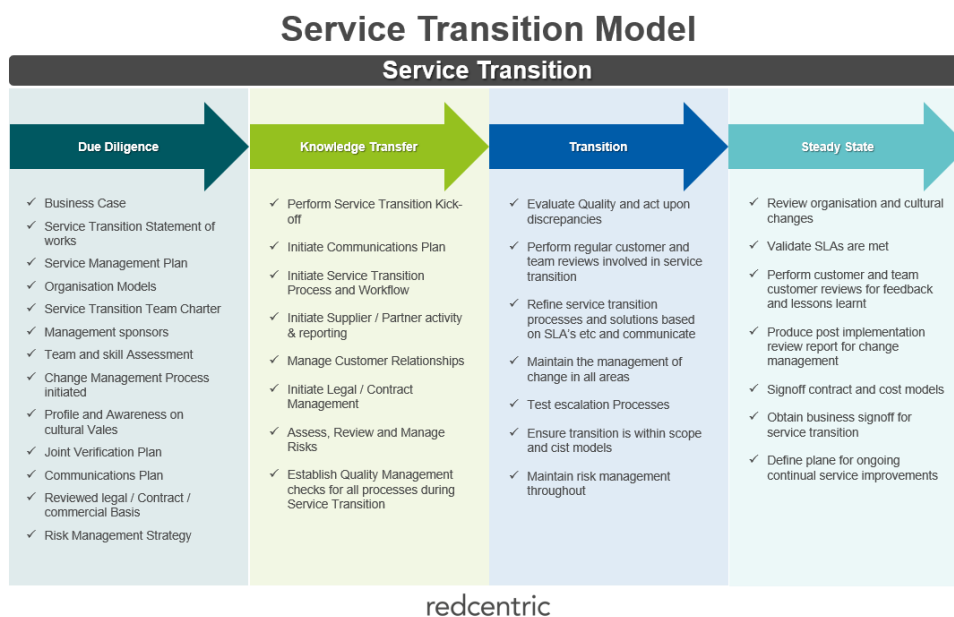 Service Transition Model
Service Transition
Due Diligence
✓ Business Case
✓ Service Transition Statement of
works
✓ Service Management Plan
✓ Organisation Models
✓ Service Transition Team Charter
✓ Management sponsors
✓ Team and skill Assessment
✓ Change Management Process
initiated
✓ Profile and Awareness on
cultural Vales
✓ Joint Verification Plan
✓ Communications Plan
✓ Reviewed legal / Contract /
commercial Basis
✓ Risk Management Strategy
Knowledge Transfer
✓ Perform Service Transition Kick-
off
✓ Initiate Communications Plan
✓ Initiate Service Transition
Process and Workflow
✓ Initiate Supplier / Partner activity
& reporting
✓ Manage Customer Relationships
✓ Initiate Legal / Contract
Management
✓ Assess, Review and Manage
Risks
✓ Establish Quality Management
checks for all processes during
Service Transition
Transition
✓ Evaluate Quality and act upon
discrepancies
✓ Perform regular customer and
team reviews involved in service
transition
✓ Refine service transition
processes and solutions based
on SLA's etc and communicate
✓ Maintain the management of
change in all areas
✓ Test escalation Processes
✓ Ensure transition is within scope
and cist models
✓ Maintain risk management
throughout
Steady State
✓ Review organisation and cultural
changes
✓ Validate SLAs are met
✓ Perform customer and team
customer reviews for feedback
and lessons learnt
✓ Produce post implementation
review report for change
management
✓ Signoff contract and cost models
✓ Obtain business signoff for
service transition
✓ Define plane for ongoing
continual service improvements
redcentric